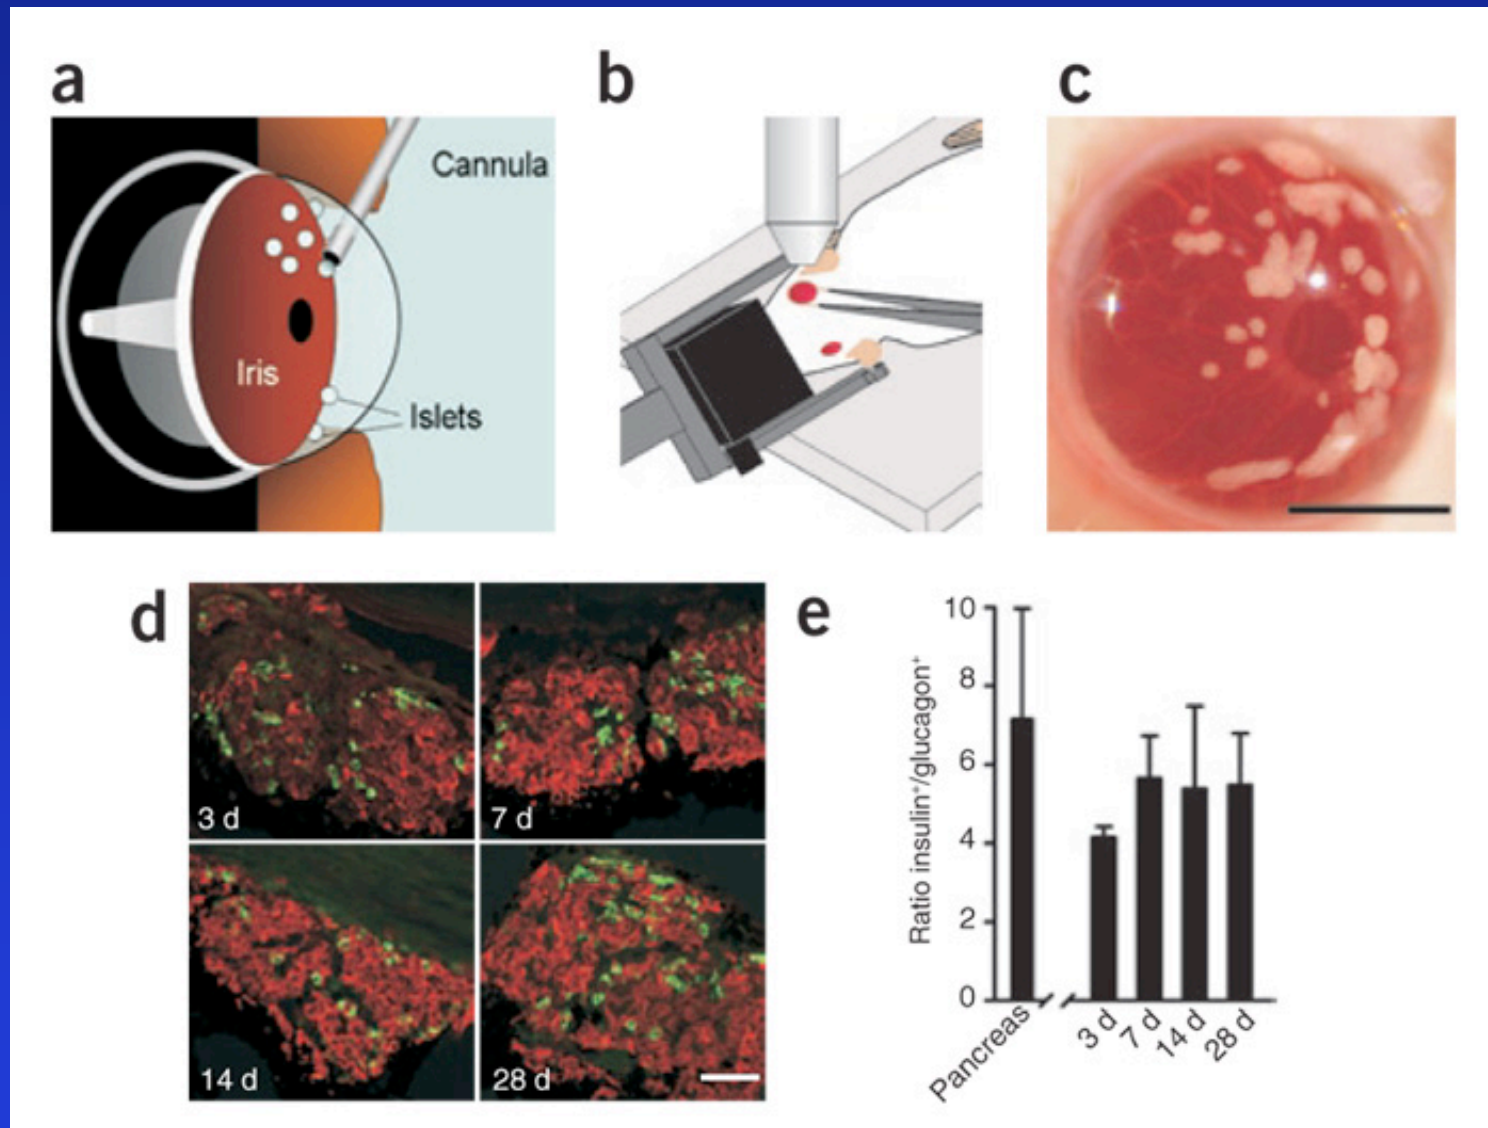 a
b
c
Cannula
Iris
Islets
d
3 d
7 d
14 d
28 d
e
Ratio insulin⁺/glucagon⁺
10
8
6
4
2
0
Pancreas
3 d
7 d
14 d
28 d